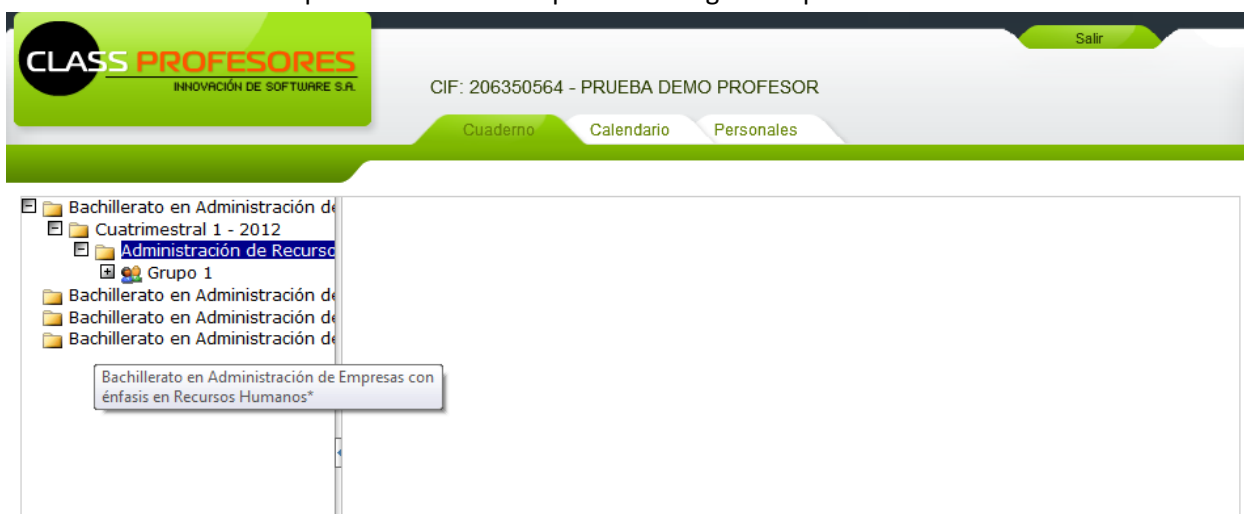 Salir
CLASS PROFESORES
INNOVACIÓN DE SOFTWARE S.A.
CIF: 206350564 - PRUEBA DEMO PROFESOR
Cuaderno Calendario Personales
Bachillerato en Administración de
Cuatrimestral 1 - 2012
Administración de Recurso
Grupo 1
Bachillerato en Administración de
Bachillerato en Administración de
Bachillerato en Administración de
Bachillerato en Administración de Empresas con
énfasis en Recursos Humanos*